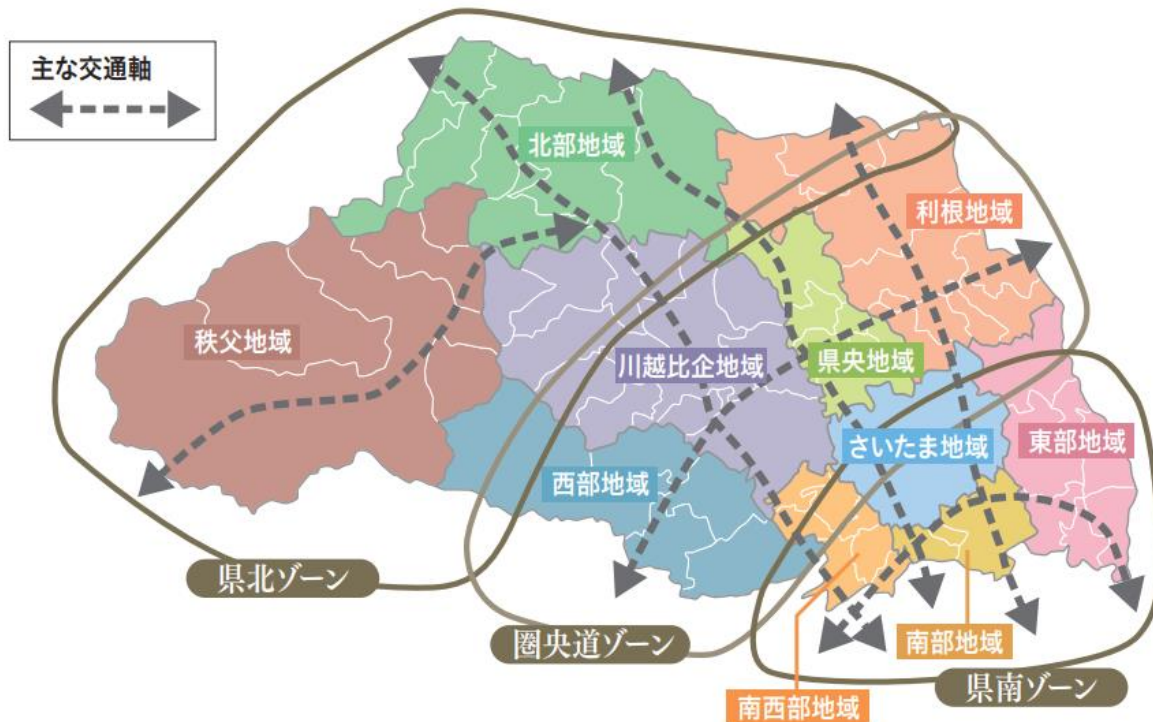 主な交通軸
北部地域
利根地域
秩父地域
川越比企地域
県央地域
さいたま地域
東部地域
西部地域
県北ゾーン
圏央道ゾーン
南部地域
県南ゾーン
南西部地域